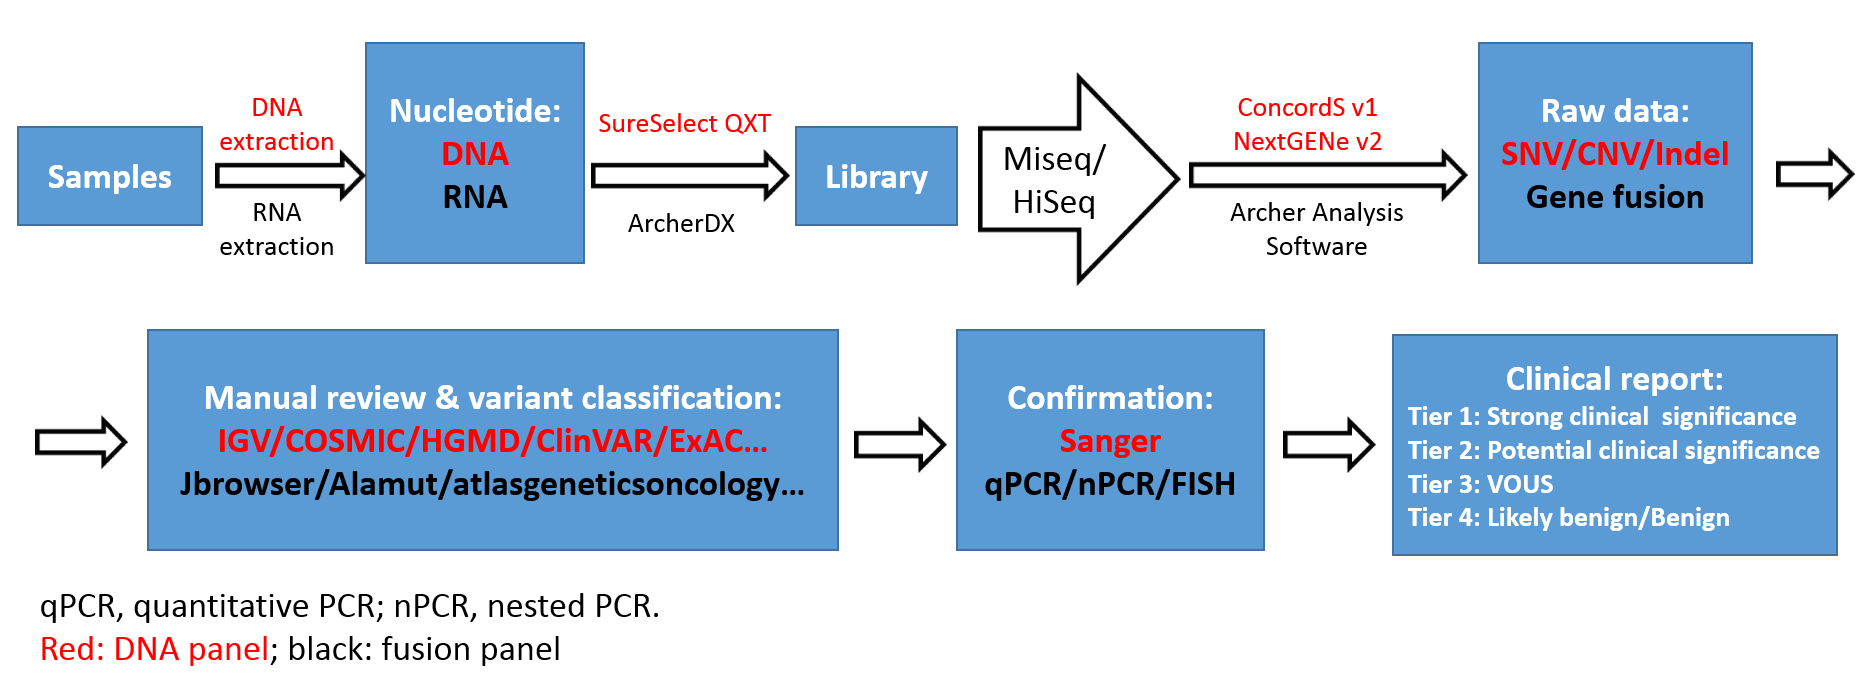 Samples
DNA
extraction
RNA
extraction
Nucleotide:
DNA
RNA
SureSelect QXT
ArcherDX
Library
Miseq/
HiSeq
ConcordS v1
NextGENe v2
Archer Analysis
Software
Raw data:
SNV/CNV/Indel
Gene fusion
Manual review & variant classification:
IGV/COSMIC/HGMD/ClinVAR/ExAC...
Jbrowser/Alamut/atlasgeneticsoncology...
Confirmation:
Sanger
qPCR/nPCR/FISH
Clinical report:
Tier 1: Strong clinical  significance
Tier 2: Potential clinical significance
Tier 3: VOUS
Tier 4: Likely benign/Benign
qPCR, quantitative PCR; nPCR, nested PCR.
Red: DNA panel; black: fusion panel